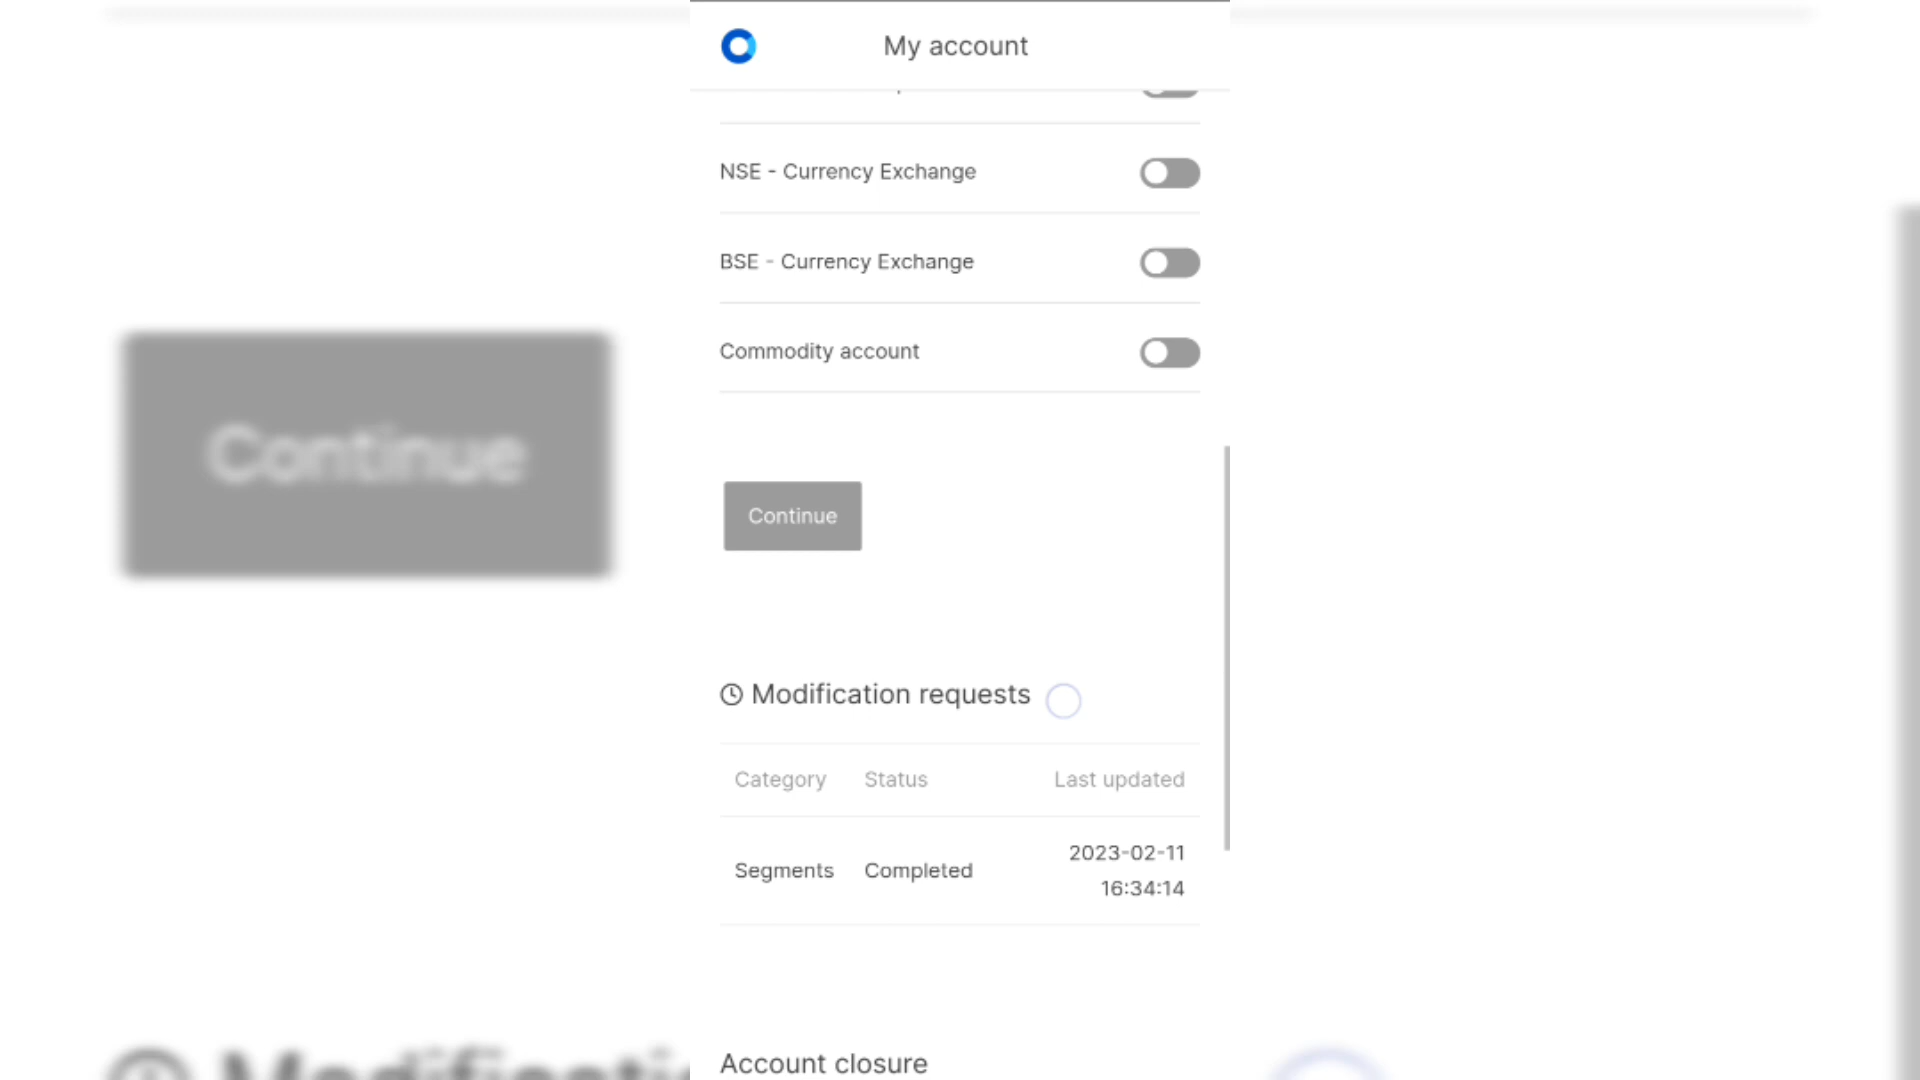 My account
NSE - Currency Exchange
BSE - Currency Exchange
Commodity account
Continue
Continue
Modification requests
Category Status Last updated
Segments Completed 2023-02-11
16:34:14
Account closure